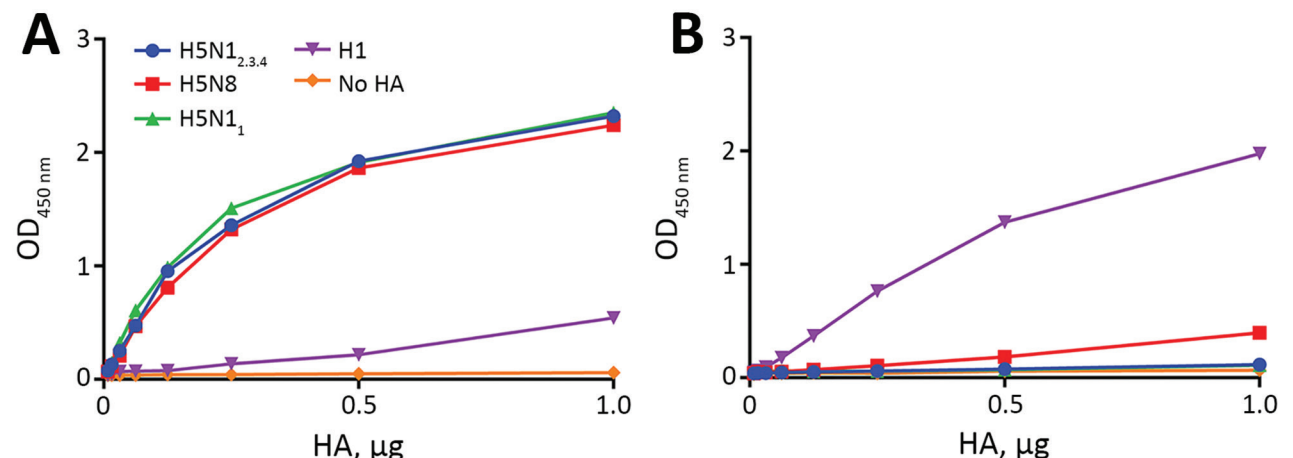 A
B
3
2
1
0
H5N1₂.₃.₄
H1
H5N8
No HA
H5N1₁
OD₄₅₀ ₙₘ
0
0.5
1.0
HA, µg
3
2
1
0
OD₄₅₀ ₙₘ
0
0.5
1.0
HA, µg